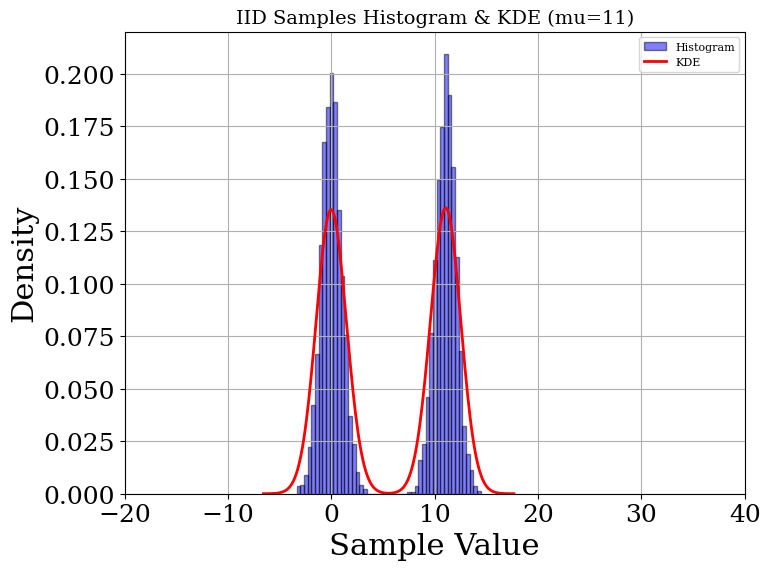 IID Samples Histogram & KDE (mu=11)
Histogram
KDE
Density
0.200
0.175
0.150
0.125
0.100
0.075
0.050
0.025
0.000
−20 −10 0 10 20 30 40
Sample Value